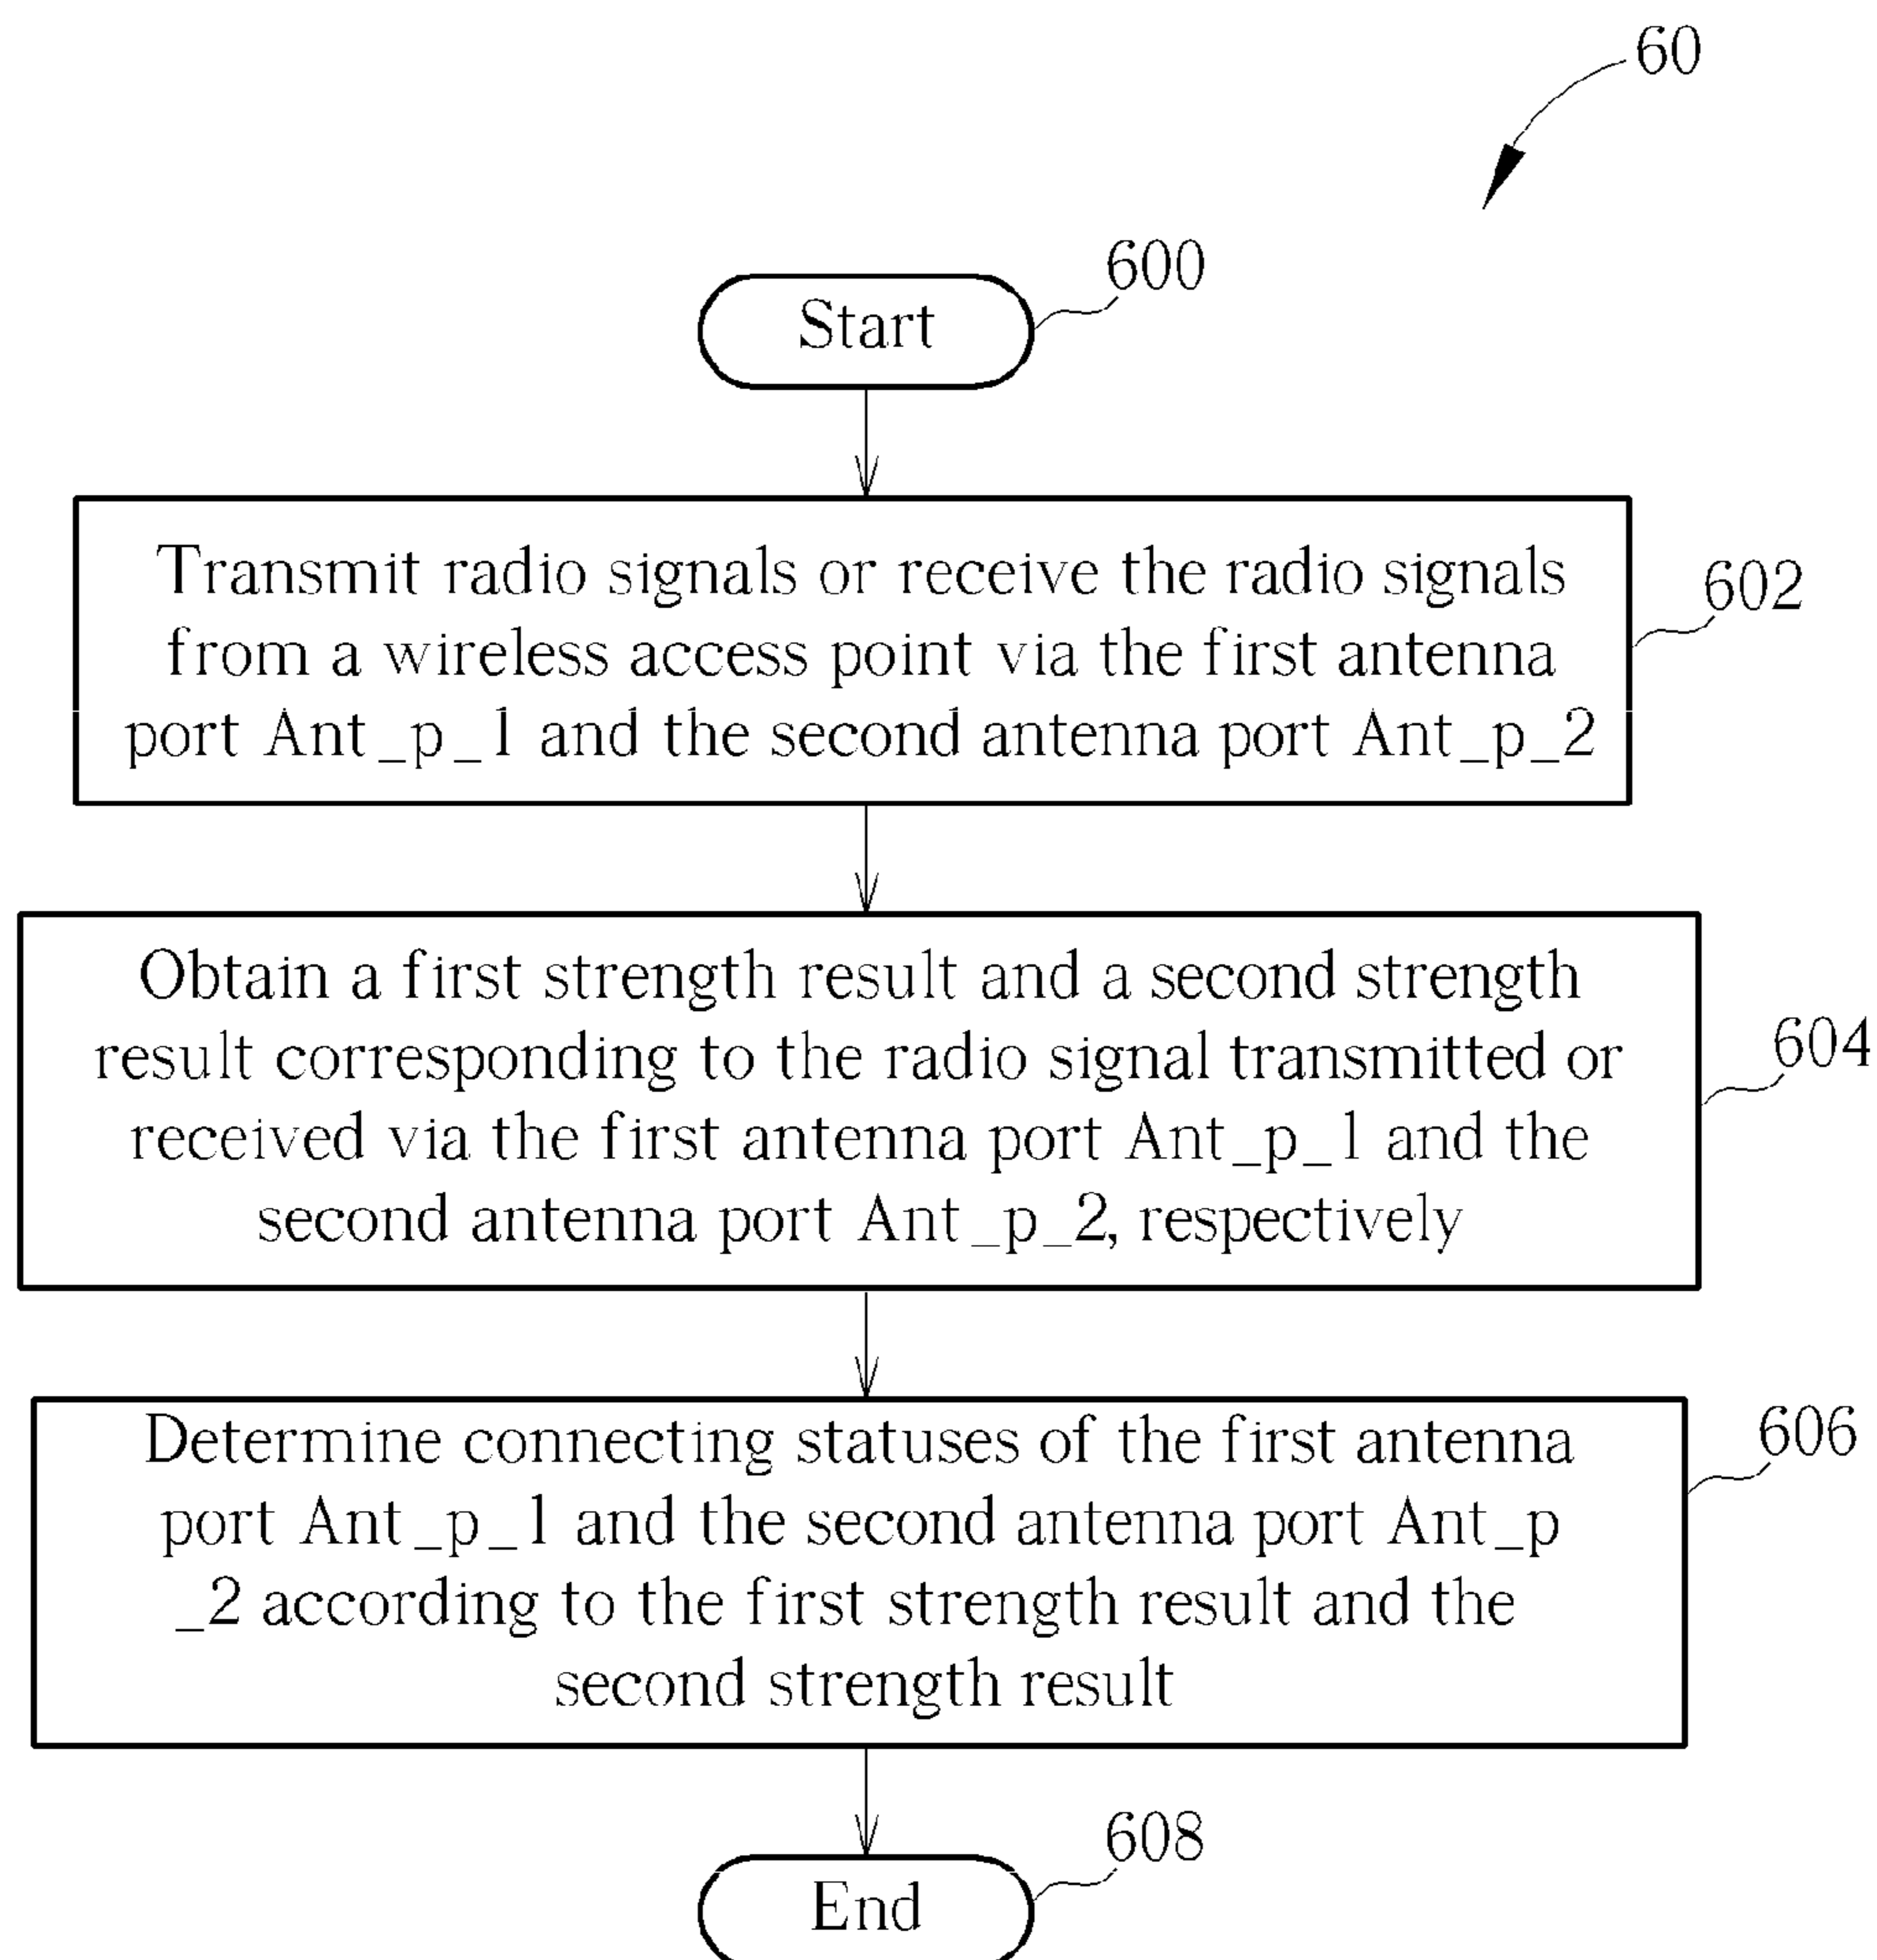 60
600
Start
Transmit radio signals or receive the radio signals
from a wireless access point via the first antenna
port Ant_p_1 and the second antenna port Ant_p_2
602
Obtain a first strength result and a second strength
result corresponding to the radio signal transmitted or
received via the first antenna port Ant_p_1 and the
second antenna port Ant_p_2, respectively
604
Determine connecting statuses of the first antenna
port Ant_p_1 and the second antenna port Ant_p
_2 according to the first strength result and the
second strength result
606
608
End